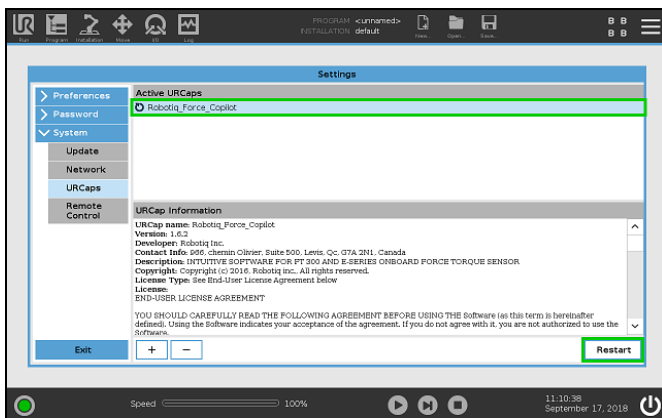 UR
PROGRAM <unnamed>
INSTALLATION default
Run Program Installation Move I/O Log New... Open... Save...
B B
B B
Settings
Preferences
Password
System
Update
Network
URCaps
Remote
Control
Exit
Active URCaps
Robotiq_Force_Copilot
URCap Information
URCap name: Robotiq_Force_Copilot
Version: 1.6.2
Developer: Robotiq Inc.
Contact Info: 966, chemin Olivier, Suite 500, Levis, Qc, G7A 2N1, Canada
Description: INTUITIVE SOFTWARE FOR FT 300 AND E-SERIES ONBOARD FORCE TORQUE SENSOR
Copyright: Copyright (c) 2016, Robotiq inc., All rights reserved.
License Type: See End-User License Agreement below
License:
END-USER LICENSE AGREEMENT
YOU SHOULD CAREFULLY READ THE FOLLOWING AGREEMENT BEFORE USING THE Software (as this term is hereinafter
defined). Using the Software indicates your acceptance of the agreement. If you do not agree with it, you are not authorized to use the
Software.
+ −
Restart
Speed 100%
11:10:38
September 17, 2018